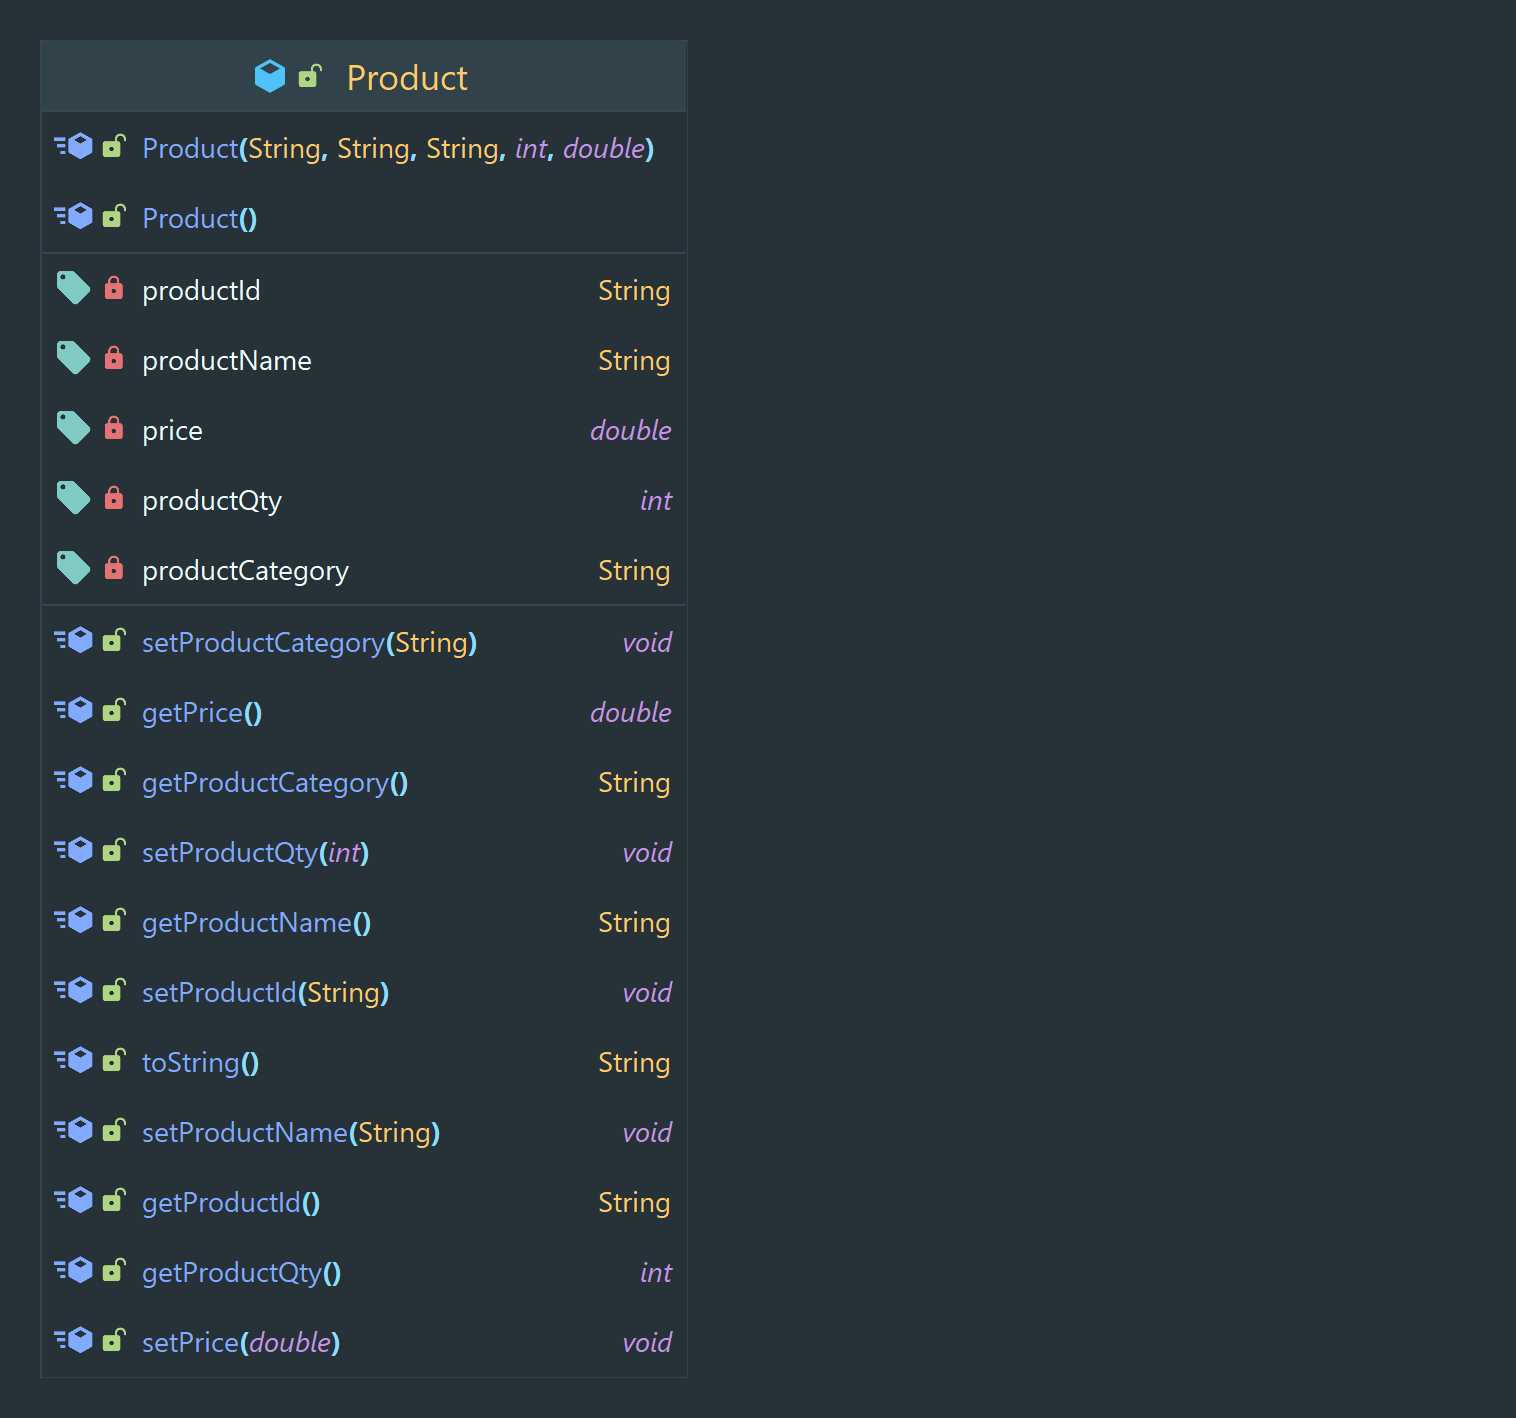 Product
Product(String, String, String, int, double)
Product()
productId String
productName String
price double
productQty int
productCategory String
setProductCategory(String) void
getPrice() double
getProductCategory() String
setProductQty(int) void
getProductName() String
setProductId(String) void
toString() String
setProductName(String) void
getProductId() String
getProductQty() int
setPrice(double) void